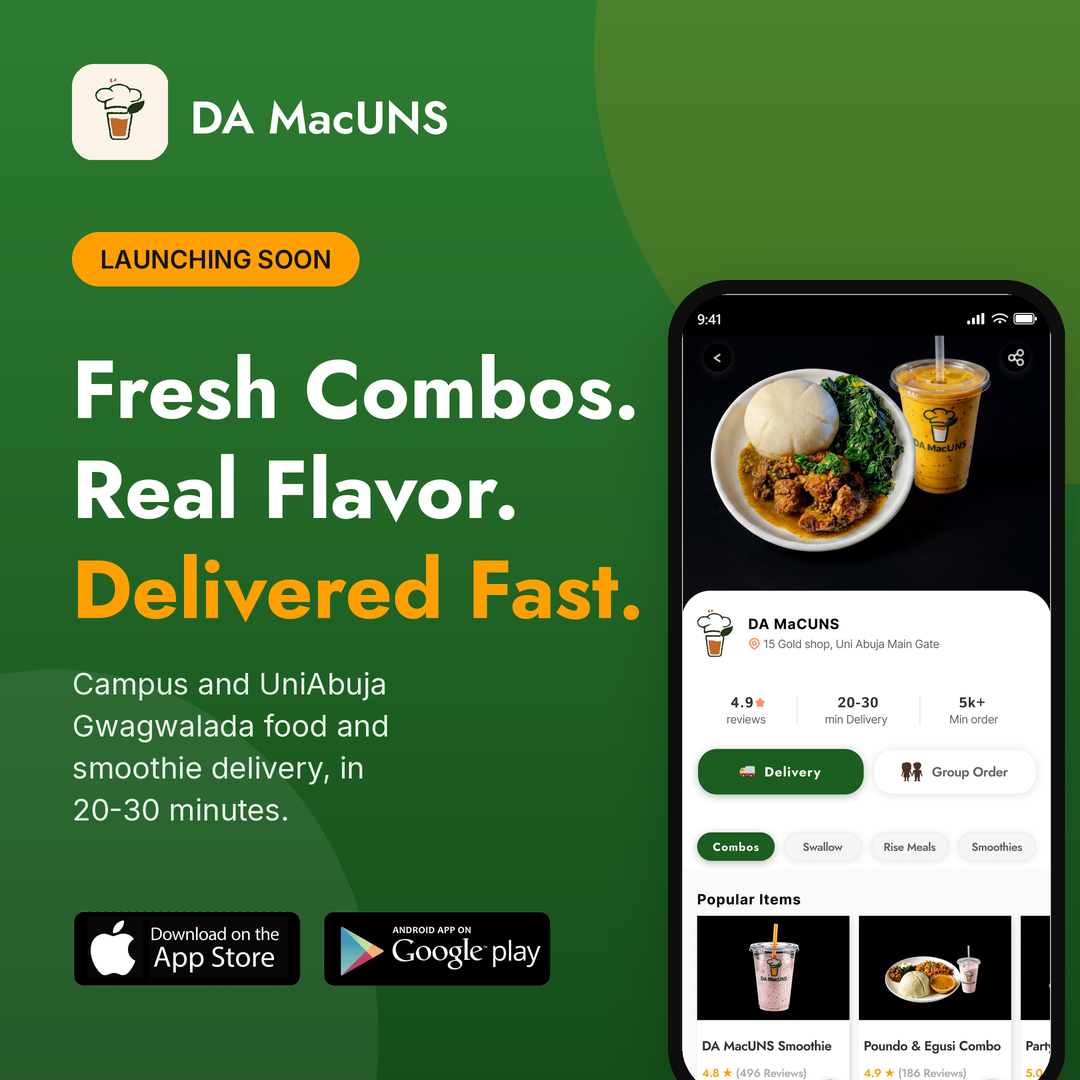 DA MacUNS
LAUNCHING SOON
Fresh Combos.
Real Flavor.
Delivered Fast.
Campus and UniAbuja
Gwagwalada food and
smoothie delivery, in
20-30 minutes.
Download on the
App Store
ANDROID APP ON
Google play
9:41
DA MacUNS
DA MaCUNS
15 Gold shop, Uni Abuja Main Gate
4.9 20-30 5k+
reviews min Delivery Min order
Delivery Group Order
Combos Swallow Rise Meals Smoothies
Popular Items
DA MacUNS
DA MacUNS Smoothie Poundo & Egusi Combo Party
4.8 ★ (496 Reviews) 4.9 ★ (186 Reviews) 5.0